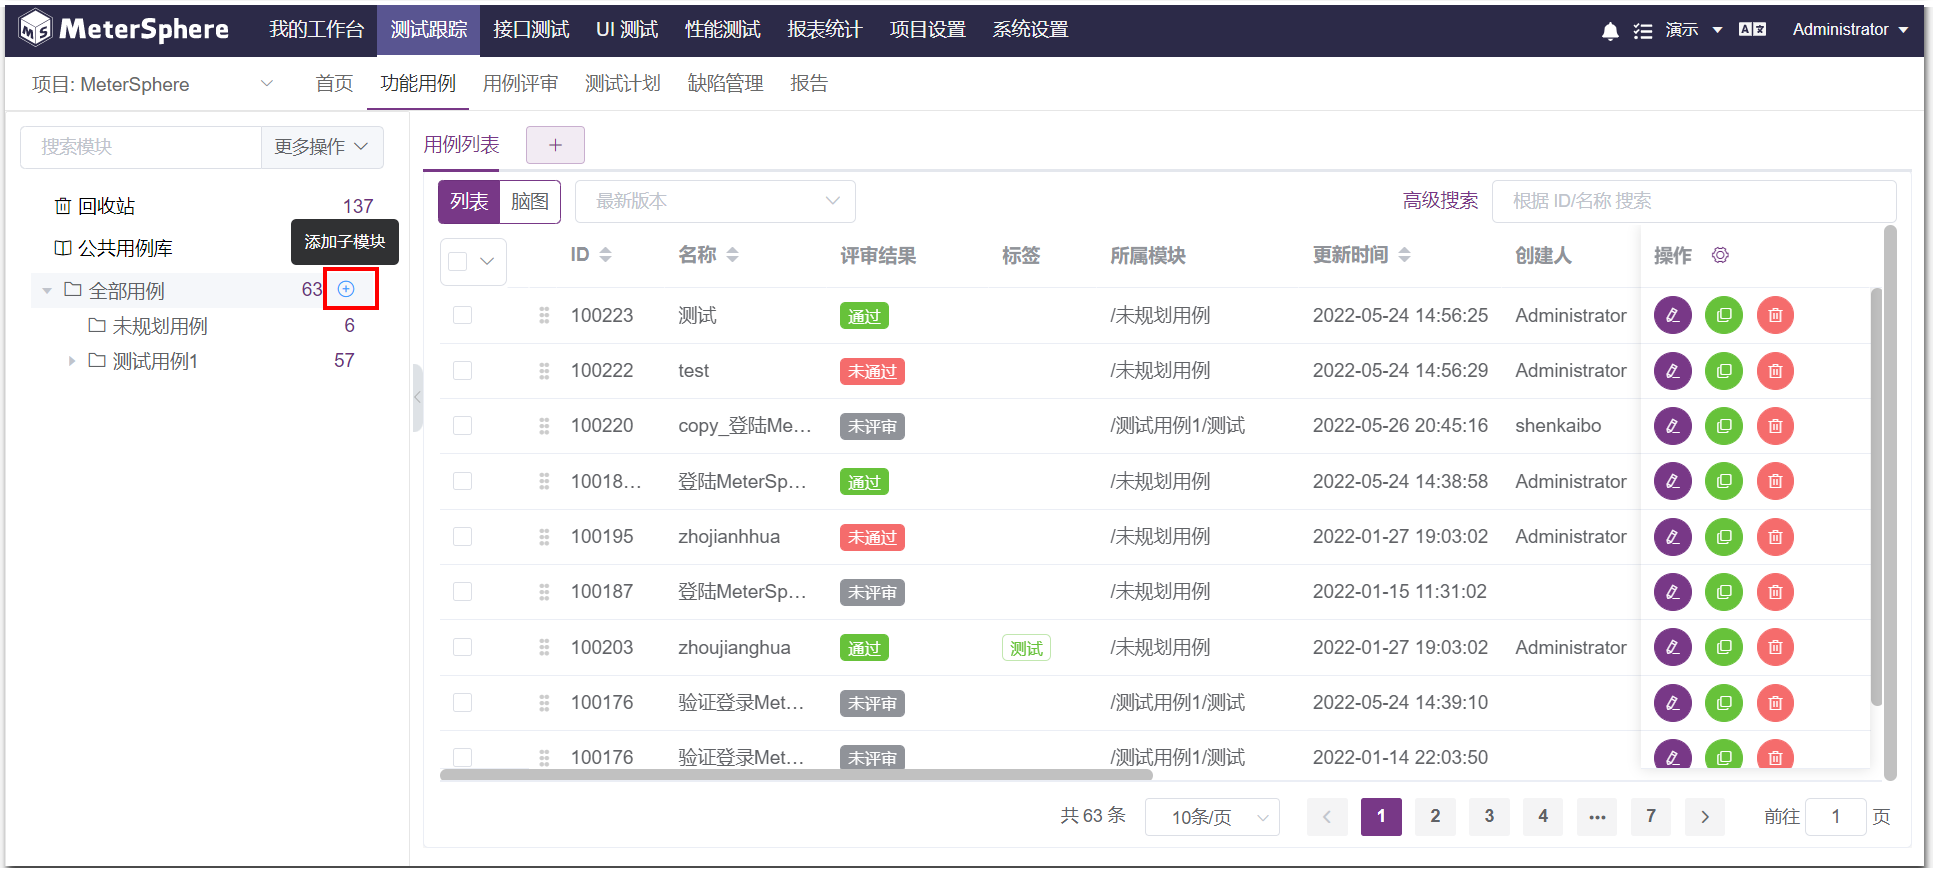 MeterSphere 我的工作台 测试跟踪 接口测试 UI 测试 性能测试 报表统计 项目设置 系统设置 演示 Administrator
项目: MeterSphere 首页 功能用例 用例评审 测试计划 缺陷管理 报告
搜索模块 更多操作
回收站 137
公共用例库
添加子模块
全部用例 63
未规划用例 6
测试用例1 57
用例列表 +
列表 脑图 最新版本 高级搜索 根据 ID/名称 搜索
ID 名称 评审结果 标签 所属模块 更新时间 创建人 操作
100223 测试 通过 /未规划用例 2022-05-24 14:56:25 Administrator
100222 test 未通过 /未规划用例 2022-05-24 14:56:29 Administrator
100220 copy_登陆Me... 未评审 /测试用例1/测试 2022-05-26 20:45:16 shenkaibo
10018... 登陆MeterSp... 通过 /未规划用例 2022-05-24 14:38:58 Administrator
100195 zhojianhhua 未通过 /未规划用例 2022-01-27 19:03:02 Administrator
100187 登陆MeterSp... 未评审 /未规划用例 2022-01-15 11:31:02
100203 zhoujianghua 通过 测试 /未规划用例 2022-01-27 19:03:02 Administrator
100176 验证登录Met... 未评审 /测试用例1/测试 2022-05-24 14:39:10
100176 验证登录Met... 未评审 /测试用例1/测试 2022-01-14 22:03:50
共 63 条 10条/页 1 2 3 4 ... 7 前往 1 页